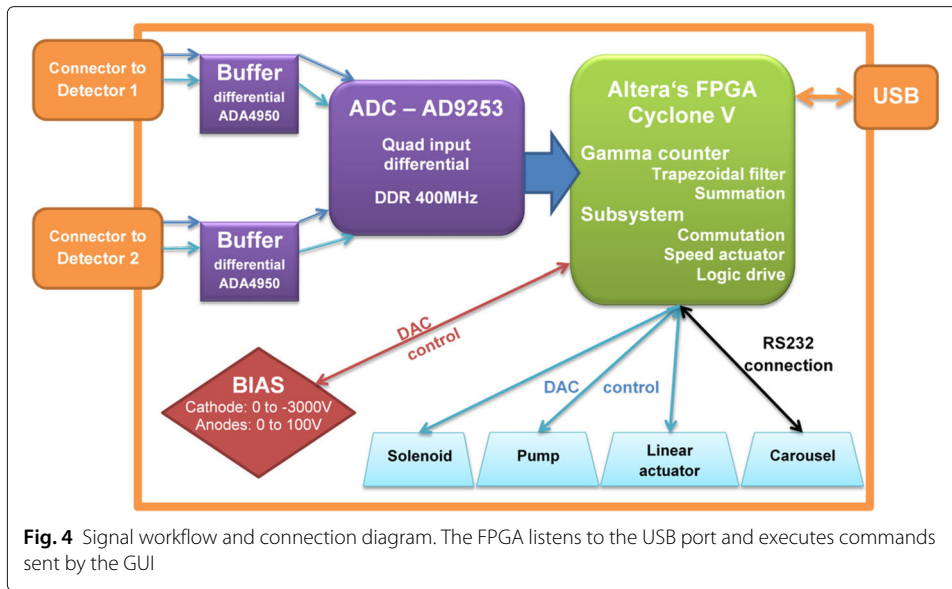 Connector to
Detector 1
Buffer
differential
ADA4950
ADC – AD9253
Quad input
differential
DDR 400MHz
Altera‘s FPGA
Cyclone V
Gamma counter
Trapezoidal filter
Summation
Subsystem
Commutation
Speed actuator
Logic drive
USB
Connector to
Detector 2
Buffer
differential
ADA4950
DAC
control
BIAS
Cathode: 0 to -3000V
Anodes: 0 to 100V
DAC control
RS232
connection
Solenoid
Pump
Linear
actuator
Carousel
Fig. 4 Signal workflow and connection diagram. The FPGA listens to the USB port and executes commands
sent by the GUI